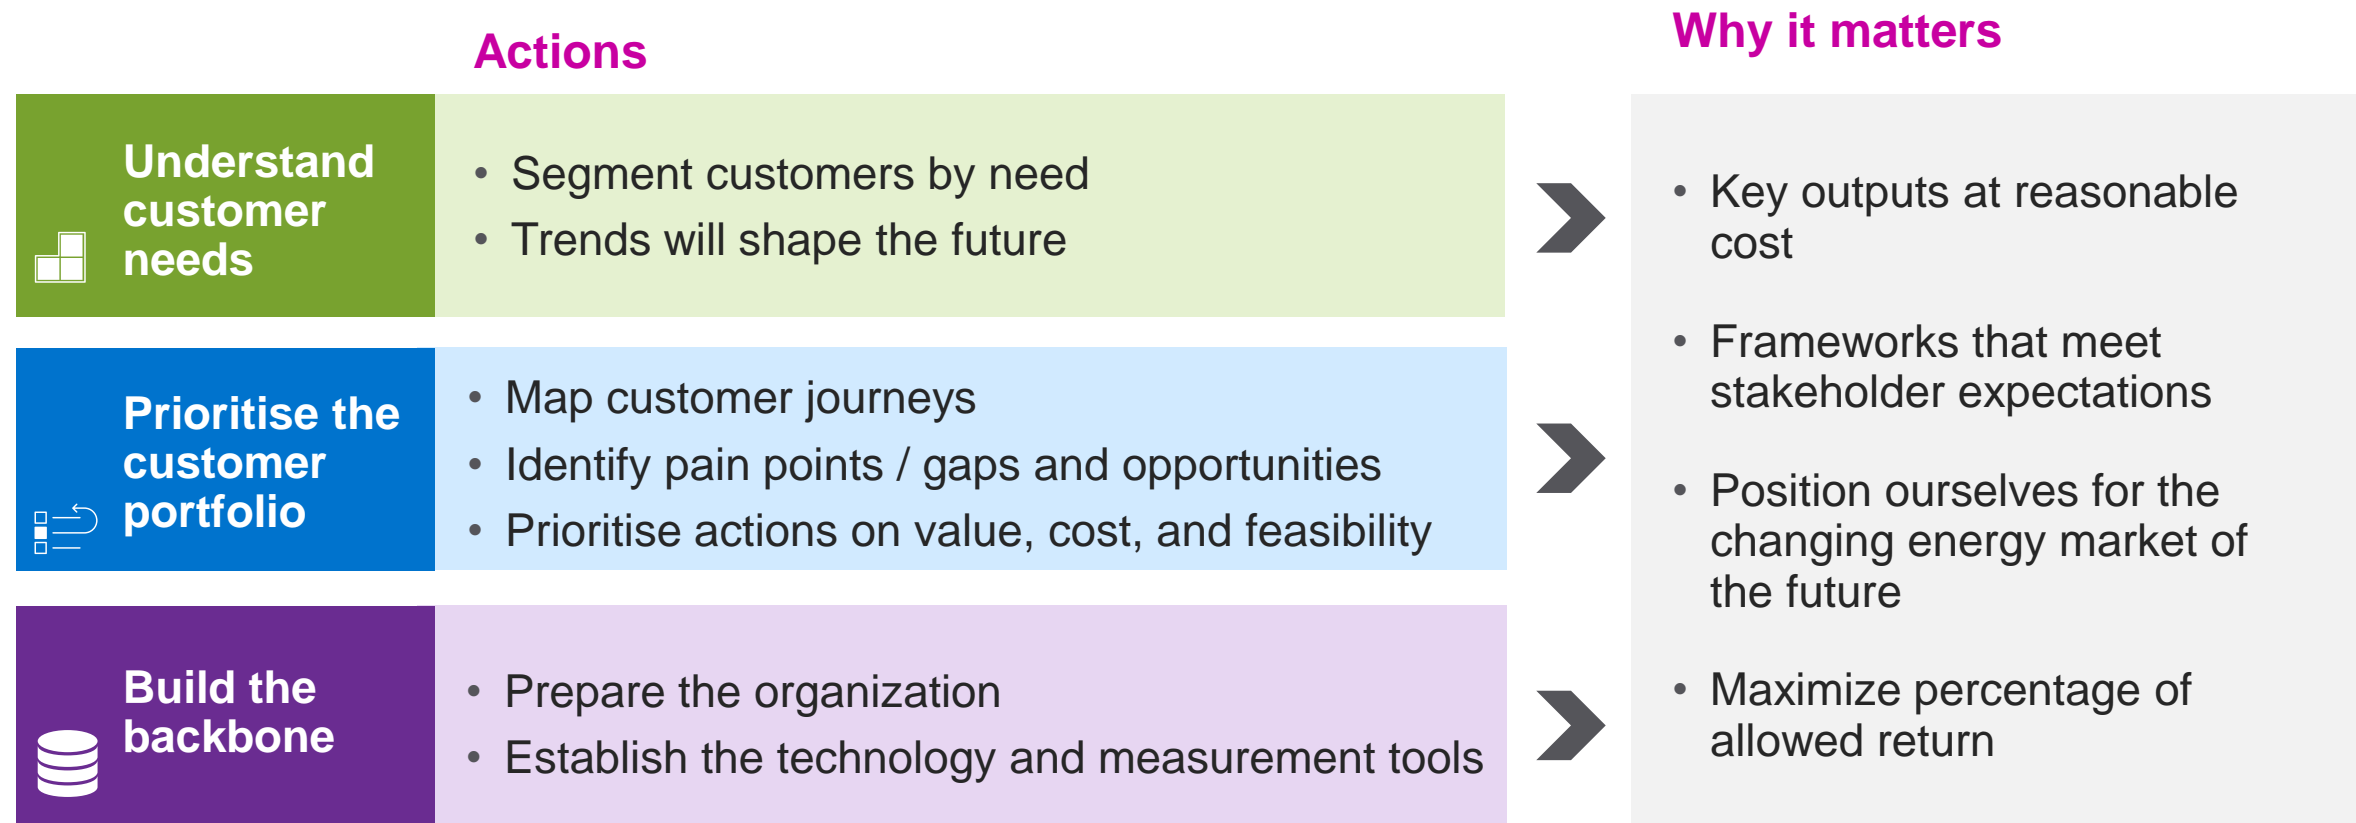 Actions
Why it matters
Understand
customer
needs
• Segment customers by need
• Trends will shape the future
Prioritise the
customer
portfolio
• Map customer journeys
• Identify pain points / gaps and opportunities
• Prioritise actions on value, cost, and feasibility
Build the
backbone
• Prepare the organization
• Establish the technology and measurement tools
• Key outputs at reasonable
cost
• Frameworks that meet
stakeholder expectations
• Position ourselves for the
changing energy market of
the future
• Maximize percentage of
allowed return